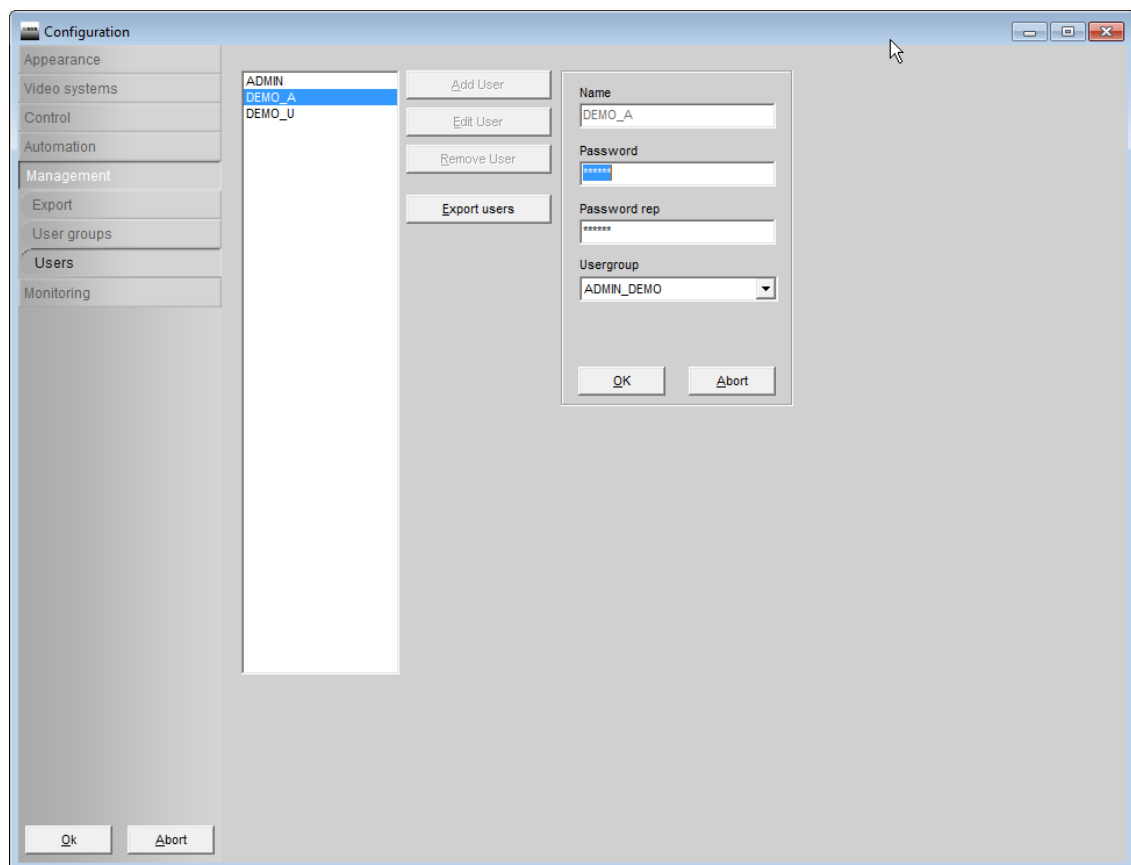 Configuration
Appearance
Video systems
Control
Automation
Management
Export
User groups
Users
Monitoring
ADMIN
DEMO_A
DEMO_U
Add User
Edit User
Remove User
Export users
Name
DEMO_A
Password
******
Password rep
******
Usergroup
ADMIN_DEMO
OK
Abort
Ok
Abort